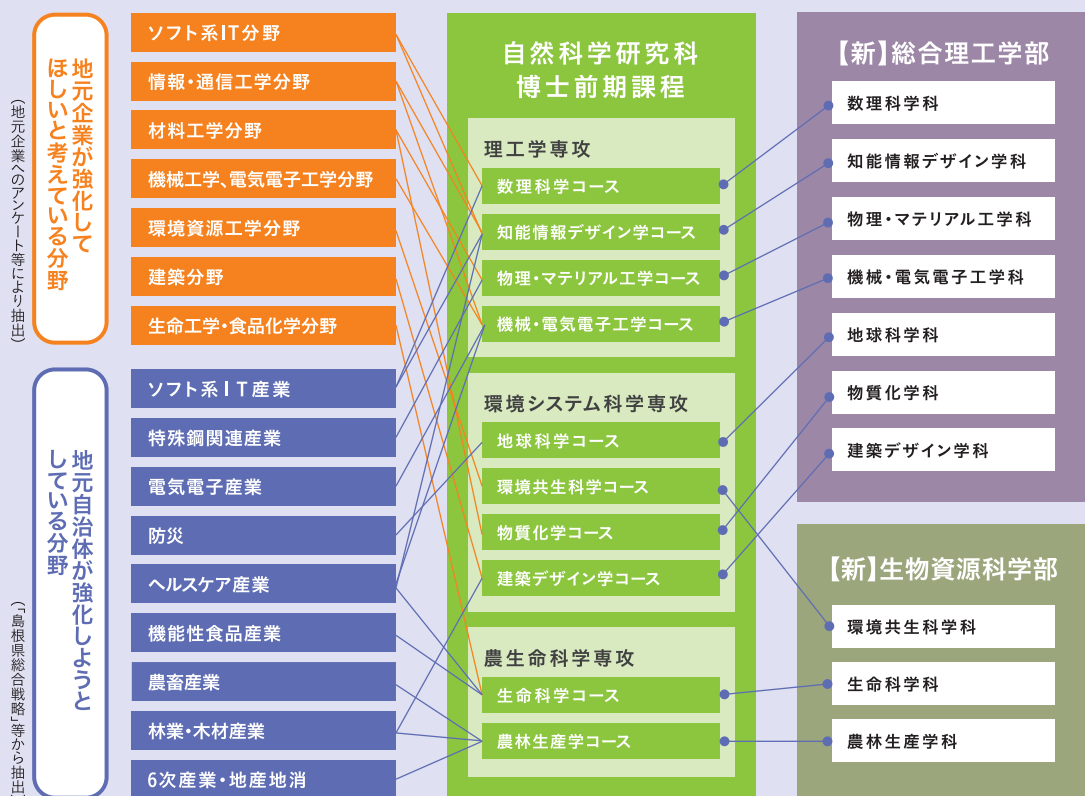 地元企業が強化して
ほしいと考えている分野
(地元企業へのアンケート等により抽出)
ソフト系IT分野
情報・通信工学分野
材料工学分野
機械工学、電気電子工学分野
環境資源工学分野
建築分野
生命工学・食品化学分野
地元自治体が強化しようと
している分野
(「島根県総合戦略」等から抽出)
ソフト系IT産業
特殊鋼関連産業
電気電子産業
防災
ヘルスケア産業
機能性食品産業
農畜産業
林業・木材産業
6次産業・地産地消
自然科学研究科
博士前期課程
理工学専攻
数理科学コース
知能情報デザイン学コース
物理・マテリアル工学コース
機械・電気電子工学コース
環境システム科学専攻
地球科学コース
環境共生科学コース
物質化学コース
建築デザイン学コース
農生命科学専攻
生命科学コース
農林生産学コース
【新】総合理工学部
数理科学科
知能情報デザイン学科
物理・マテリアル工学科
機械・電気電子工学科
地球科学科
物質化学科
建築デザイン学科
【新】生物資源科学部
環境共生科学科
生命科学科
農林生産学科